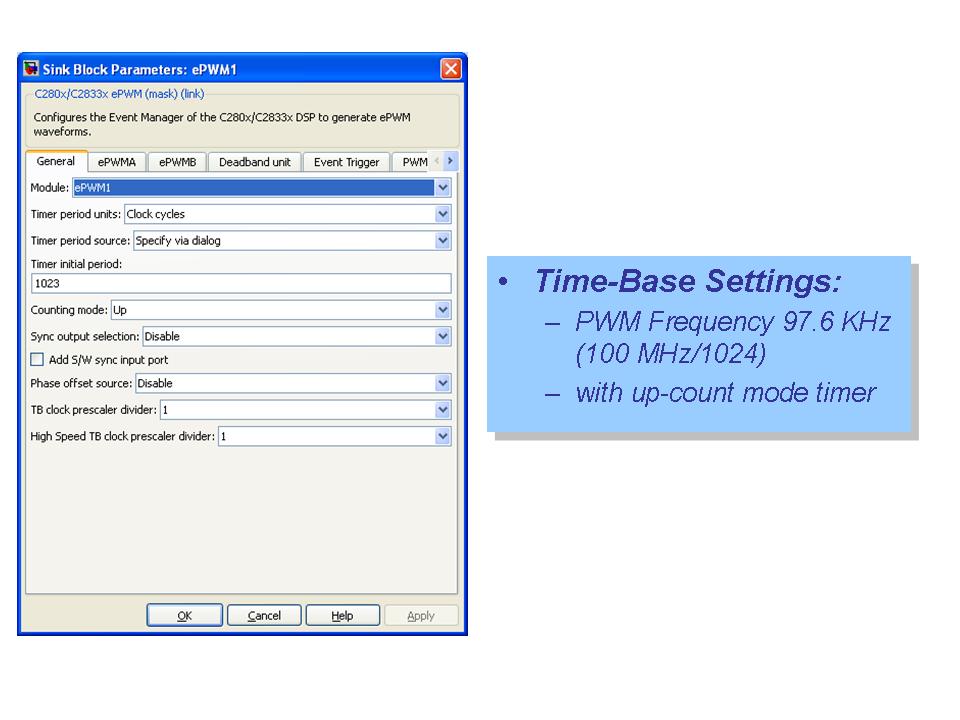 Sink Block Parameters: ePWM1
C280x/C2833x ePWM (mask) (link)
Configures the Event Manager of the C280x/C2833x DSP to generate ePWM
waveforms.
General ePWMA ePWMB Deadband unit Event Trigger PWM
Module: ePWM1
Timer period units: Clock cycles
Timer period source: Specify via dialog
Timer initial period:
1023
Counting mode: Up
Sync output selection: Disable
Add S/W sync input port
Phase offset source: Disable
TB clock prescaler divider: 1
High Speed TB clock prescaler divider: 1
OK Cancel Help Apply
• Time-Base Settings:
– PWM Frequency 97.6 KHz
(100 MHz/1024)
– with up-count mode timer